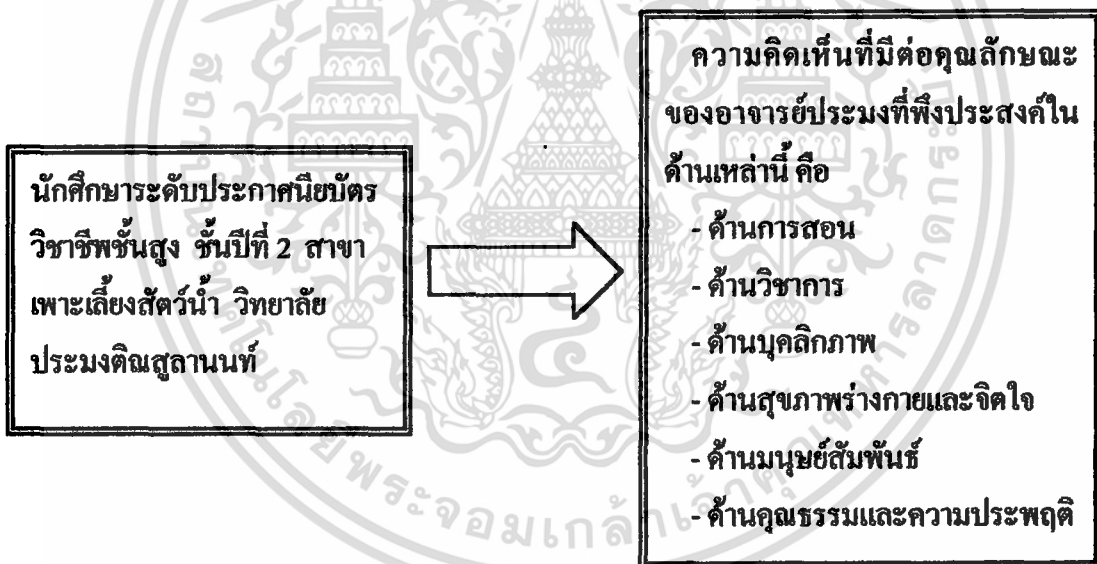 นักศึกษาระดับประกาศนียบัตร
วิชาชีพชั้นสูง ชั้นปีที่ 2 สาขา
เพาะเลี้ยงสัตว์น้ำ วิทยาลัย
ประมงติณสูลานนท์
ความคิดเห็นที่มีต่อคุณลักษณะ
ของอาจารย์ประมงที่พึงประสงค์ใน
ด้านเหล่านี้ คือ
- ด้านการสอน
- ด้านวิชาการ
- ด้านบุคลิกภาพ
- ด้านสุขภาพร่างกายและจิตใจ
- ด้านมนุษย์สัมพันธ์
- ด้านคุณธรรมและความประพฤติ